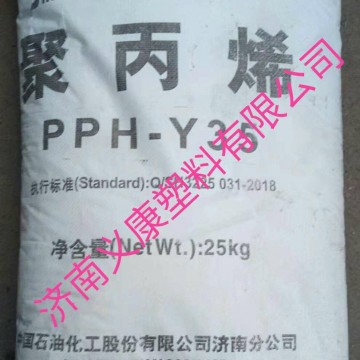 聚丙烯
PPH-Y35
执行标准(Standard):Q/SH3225 031-2018
净含量(Net Wt.):25kg
中国石油化工股份有限公司济南分公司
济南义康塑料有限公司